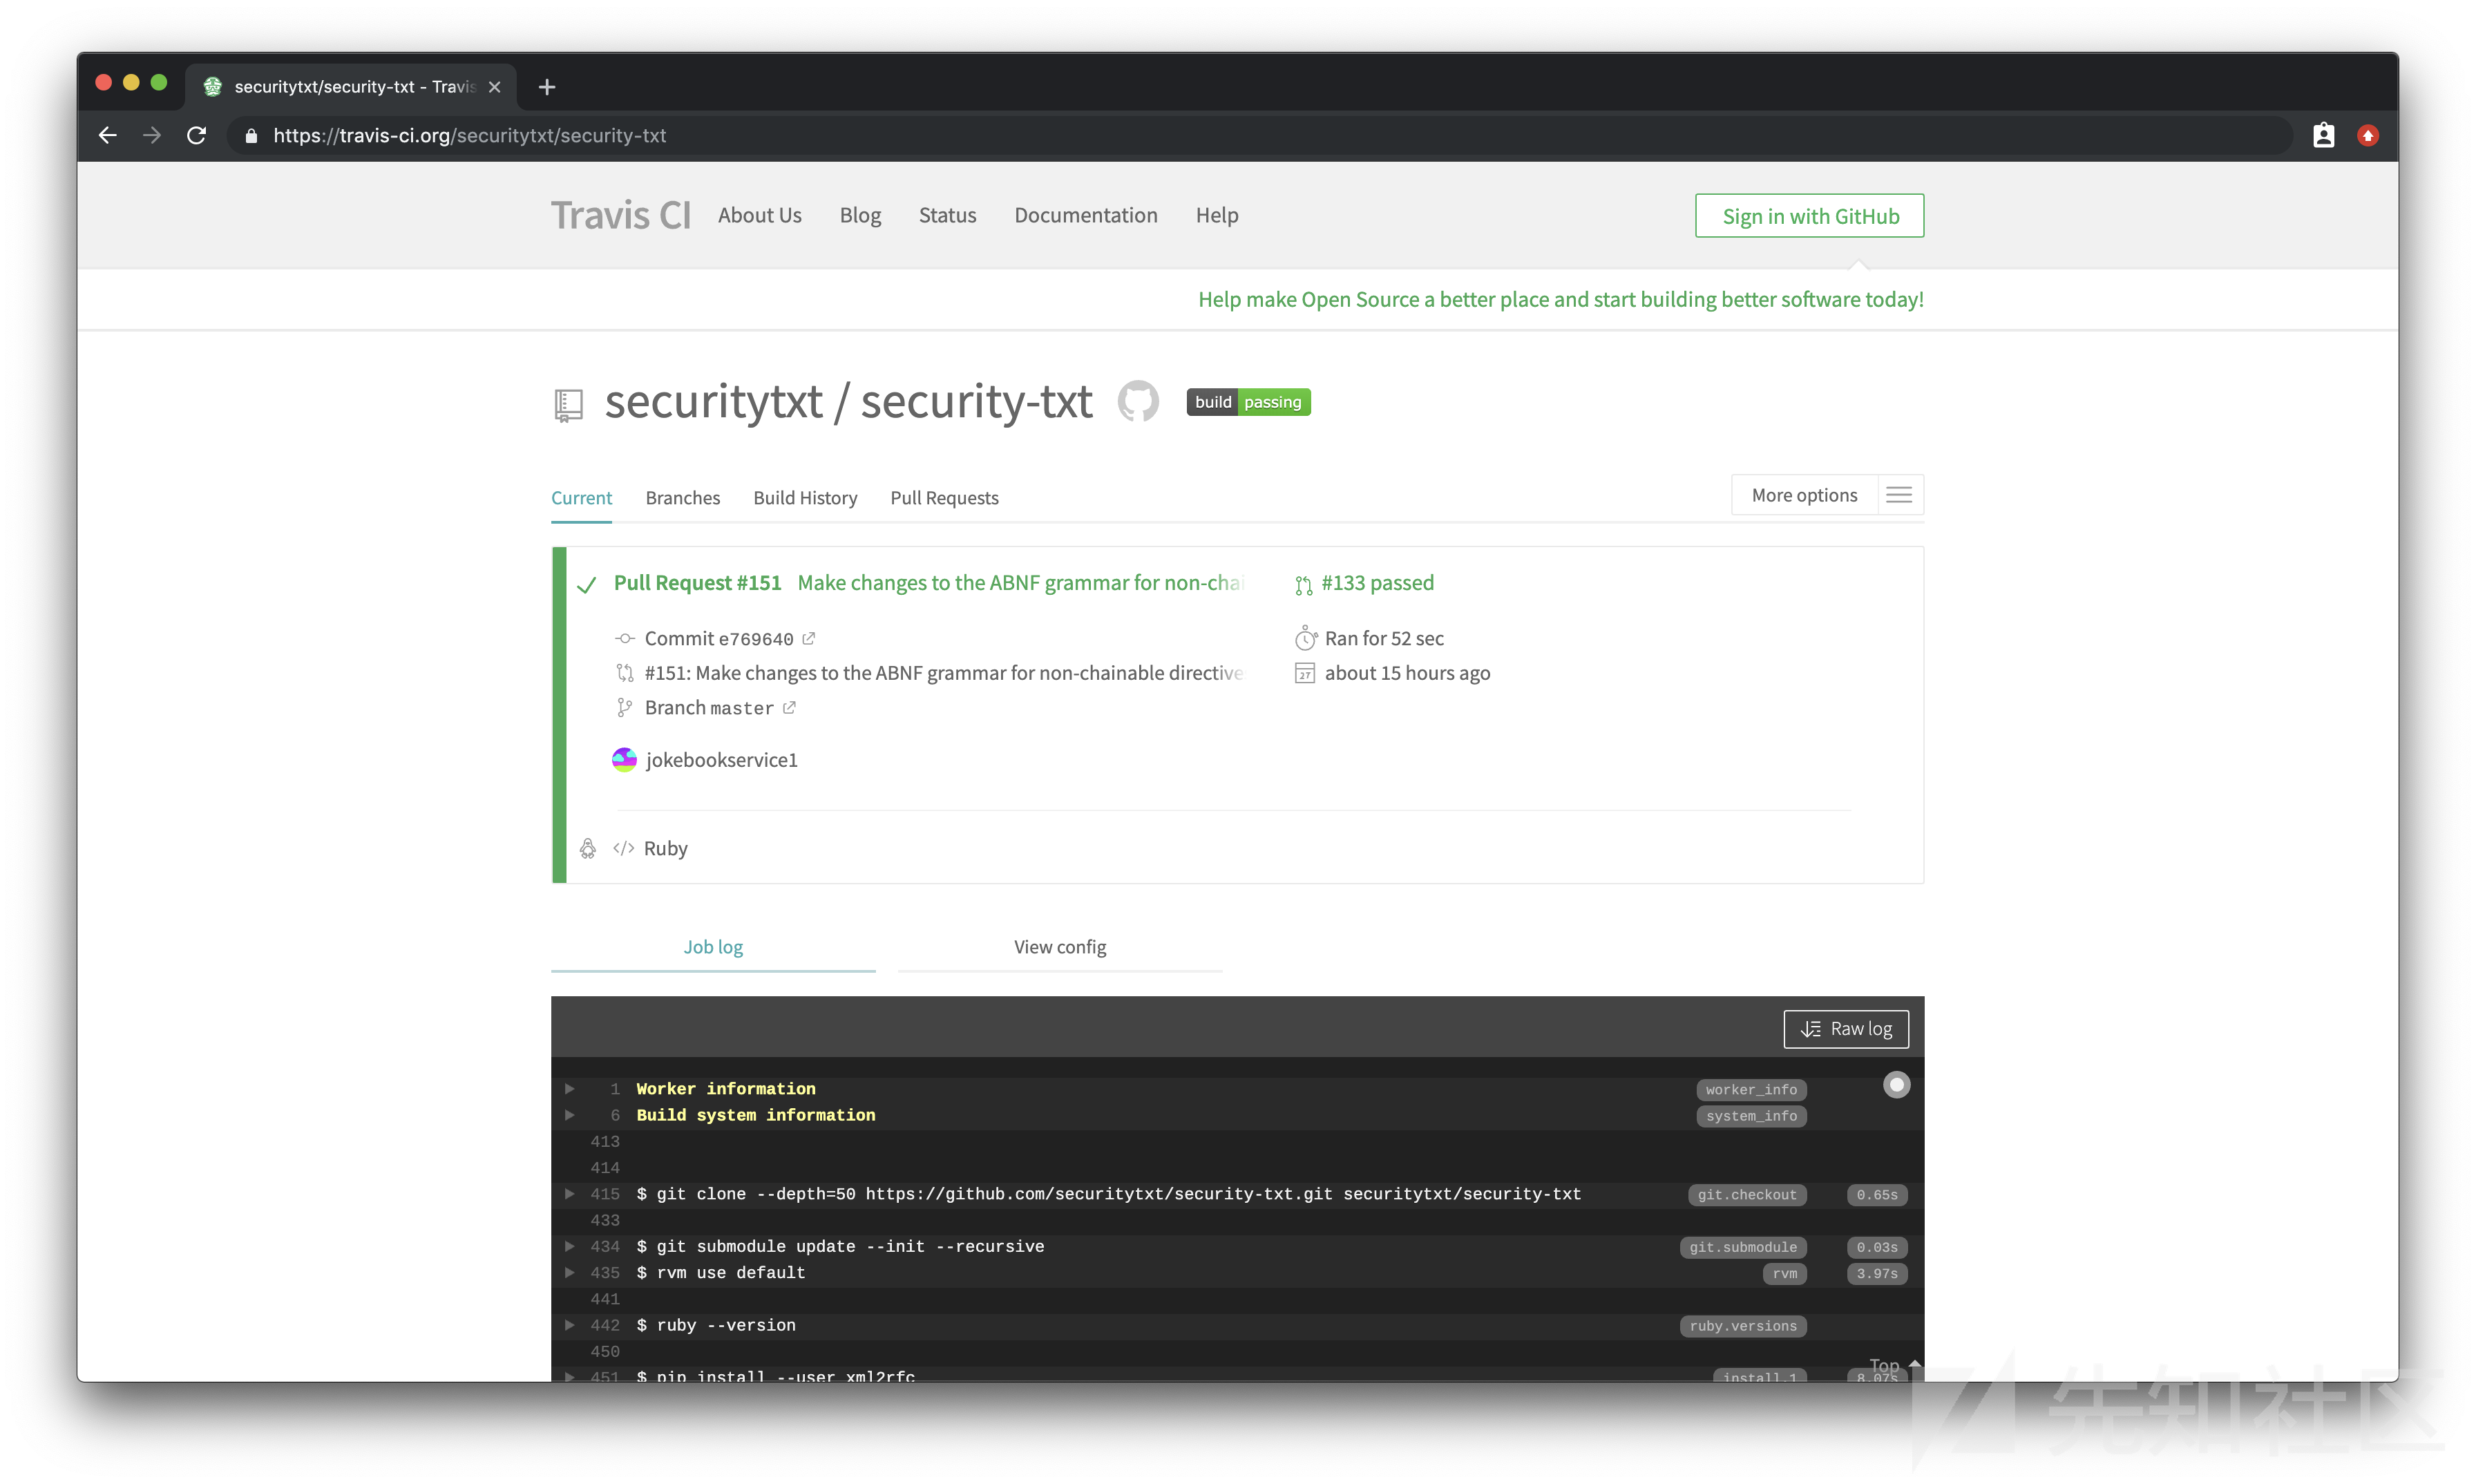 securitytxt/security-txt - Travis
https://travis-ci.org/securitytxt/security-txt
Travis CI About Us Blog Status Documentation Help Sign in with GitHub
Help make Open Source a better place and start building better software today!
securitytxt / security-txt build passing
Current Branches Build History Pull Requests More options
Pull Request #151 Make changes to the ABNF grammar for non-chai #133 passed
Commit e769640 Ran for 52 sec
#151: Make changes to the ABNF grammar for non-chainable directive 27 about 15 hours ago
Branch master
jokebookservice1
</> Ruby
Job log View config
Raw log
1 Worker information worker_info
6 Build system information system_info
413
414
415 $ git clone --depth=50 https://github.com/securitytxt/security-txt.git securitytxt/security-txt git.checkout 0.65s
433
434 $ git submodule update --init --recursive git.submodule 0.03s
435 $ rvm use default rvm 3.97s
441
442 $ ruby --version ruby.versions
450
Top
451 $ pip install --user xml2rfc install.1 8.07s
先知社区